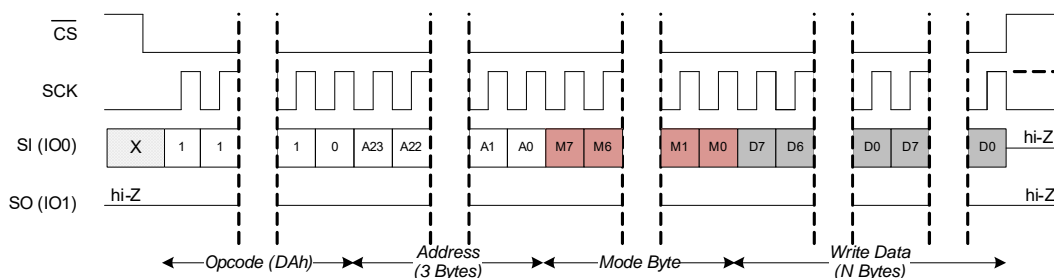 CS
SCK
SI (IO0) X 1 1 1 0 A23 A22 A1 A0 M7 M6 M1 M0 D7 D6 D0 D7 D0 hi-Z
SO (IO1) hi-Z hi-Z
Opcode (DAh) Address Mode Byte Write Data
(3 Bytes) (N Bytes)